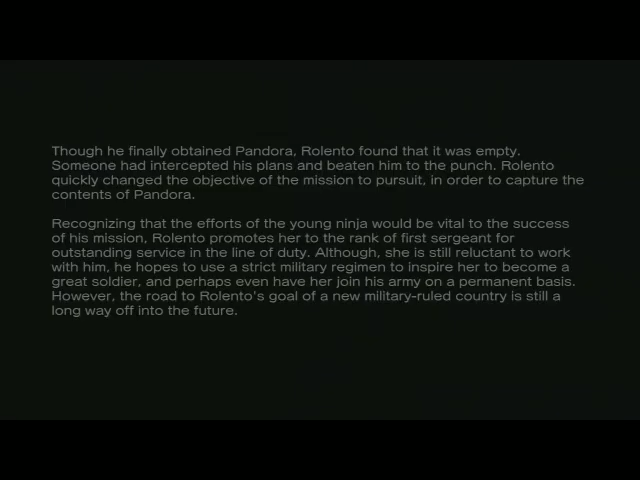 Though he finally obtained Pandora, Rolento found that it was empty.
Someone had intercepted his plans and beaten him to the punch. Rolento
quickly changed the objective of the mission to pursuit, in order to capture the
contents of Pandora.
Recognizing that the efforts of the young ninja would be vital to the success
of his mission, Rolento promotes her to the rank of first sergeant for
outstanding service in the line of duty. Although, she is still reluctant to work
with him, he hopes to use a strict military regimen to inspire her to become a
great soldier, and perhaps even have her join his army on a permanent basis.
However, the road to Rolento's goal of a new military-ruled country is still a
long way off into the future.